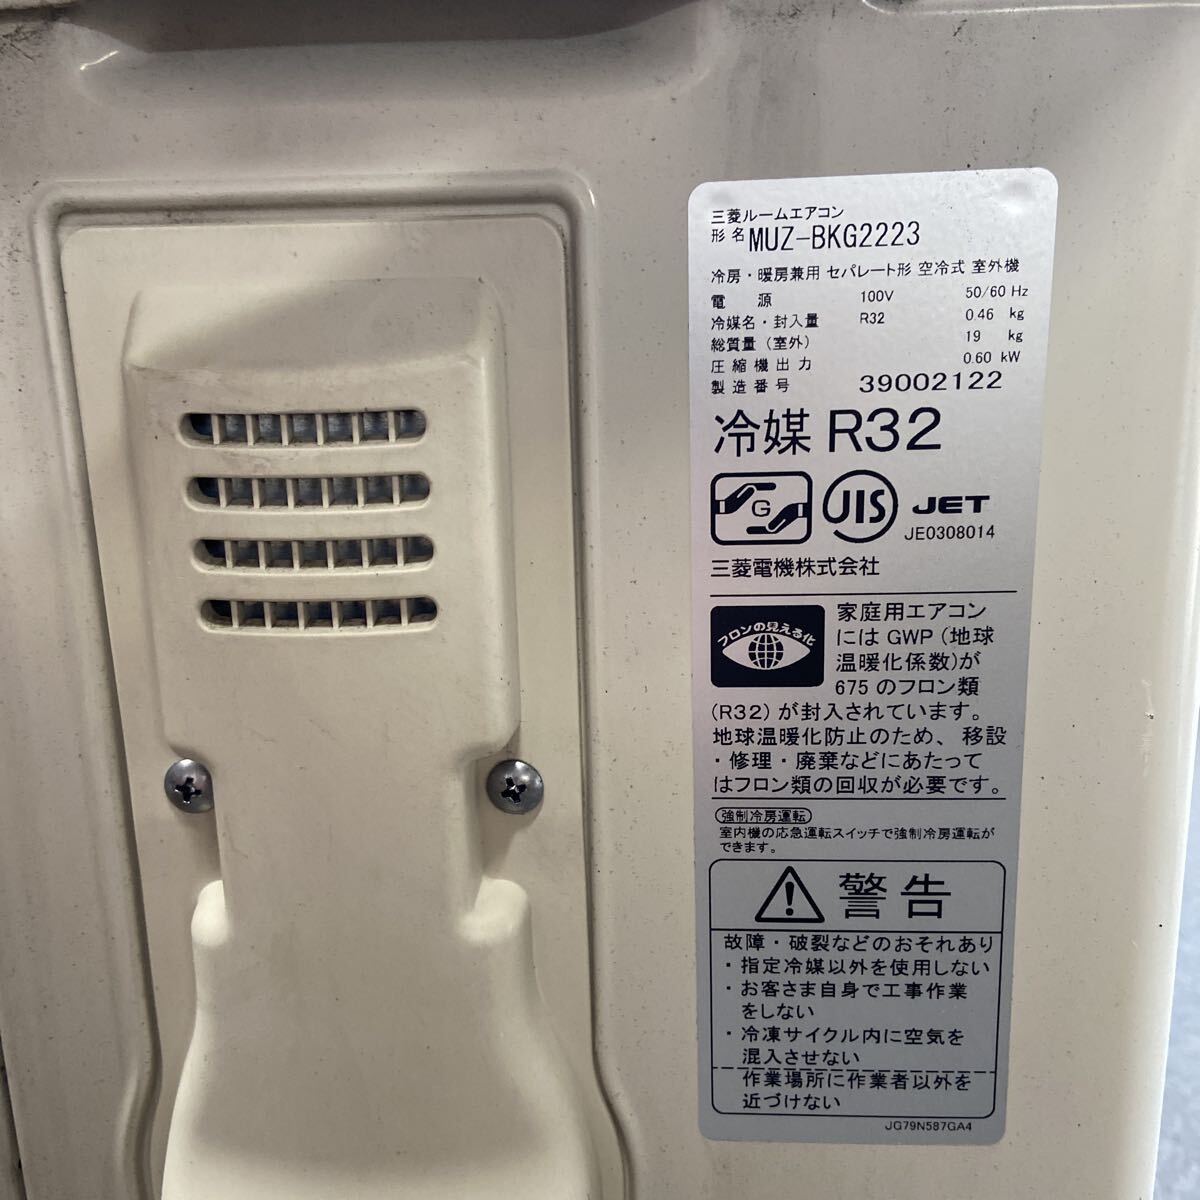 三菱ルームエアコン
形名 MUZ-BKG2223
冷房・暖房兼用 セパレート形 空冷式 室外機
電源 100V 50/60 Hz
冷媒名・封入量 R32 0.46 kg
総質量(室外) 19 kg
圧縮機出力 0.60 kW
製造番号 39002122
冷媒 R32
G JIS JET
JE0308014
三菱電機株式会社
フロンの見える化
家庭用エアコン
には GWP (地球
温暖化係数)が
675 のフロン類
(R32) が封入されています。
地球温暖化防止のため、移設
・修理・廃棄などにあたって
はフロン類の回収が必要です。
強制冷房運転
室内機の応急運転スイッチで強制冷房運転が
できます。
警告
故障・破裂などのおそれあり
・指定冷媒以外を使用しない
・お客さま自身で工事作業
をしない
・冷凍サイクル内に空気を
混入させない
作業場所に作業者以外を
近づけない
JG79N587GA4